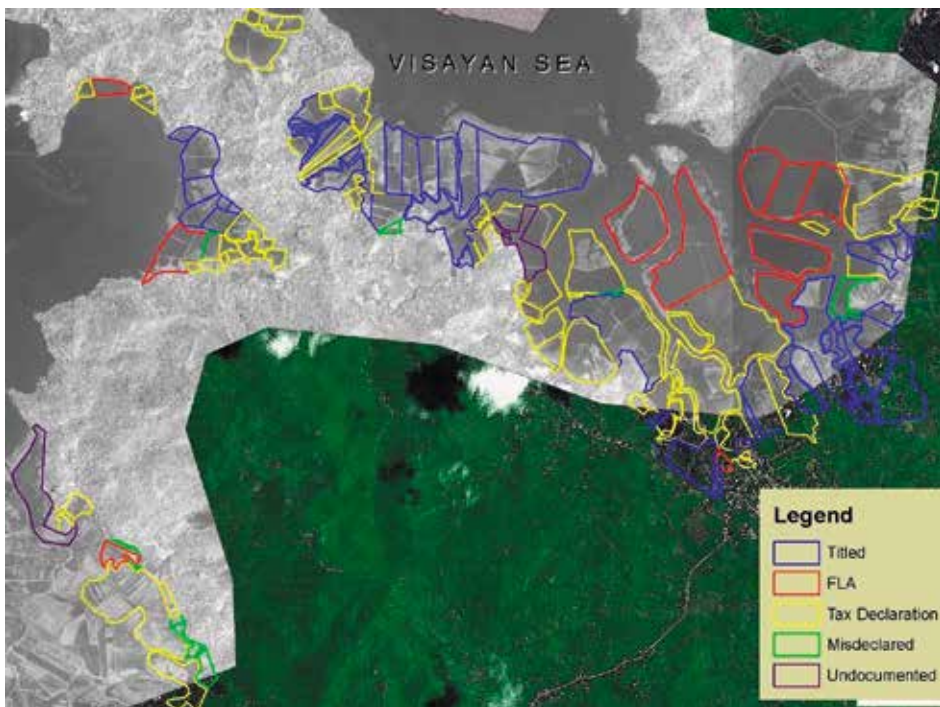 VISAYAN SEA
Legend
Titled
FLA
Tax Declaration
Misdeclared
Undocumented